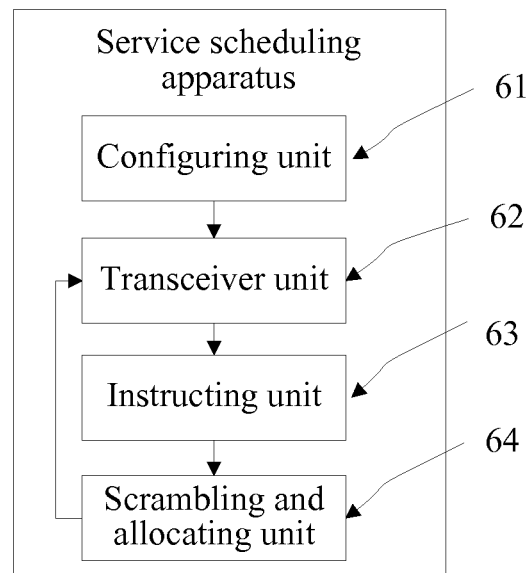 Service scheduling
apparatus
61
Configuring unit
62
Transceiver unit
63
Instructing unit
64
Scrambling and
allocating unit